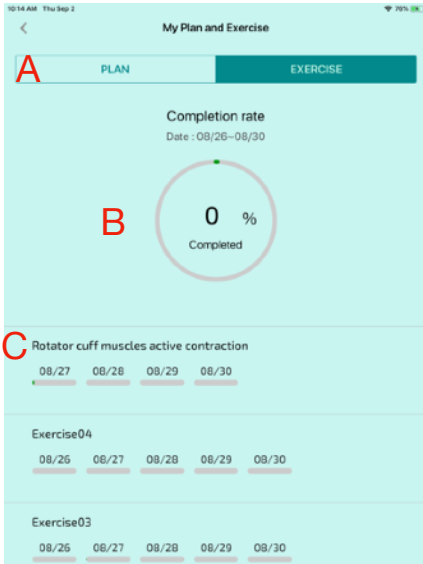 10:14 AM Thu Sep 2 70%
My Plan and Exercise
A PLAN EXERCISE
Completion rate
Date : 08/26~08/30
B 0 %
Completed
C Rotator cuff muscles active contraction
08/27 08/28 08/29 08/30
Exercise04
08/26 08/27 08/28 08/29 08/30
Exercise03
08/26 08/27 08/28 08/29 08/30